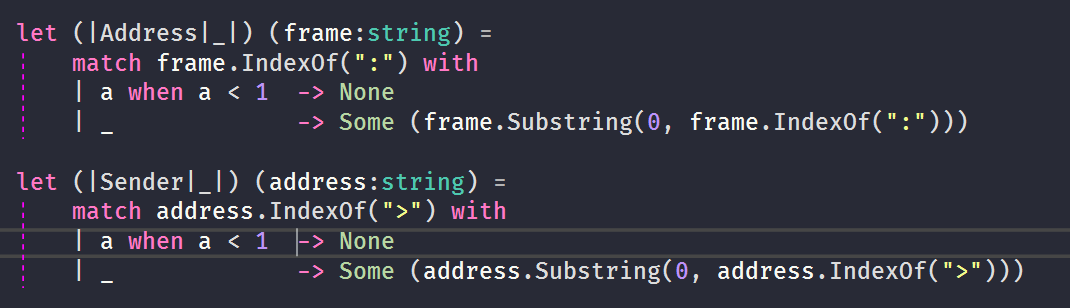 let (|Address|_|) (frame:string) =
    match frame.IndexOf(":") with
    | a when a < 1  -> None
    | _             -> Some (frame.Substring(0, frame.IndexOf(":")))
let (|Sender|_|) (address:string) =
    match address.IndexOf(">") with
    | a when a < 1  -> None
    | _             -> Some (address.Substring(0, address.IndexOf(">")))